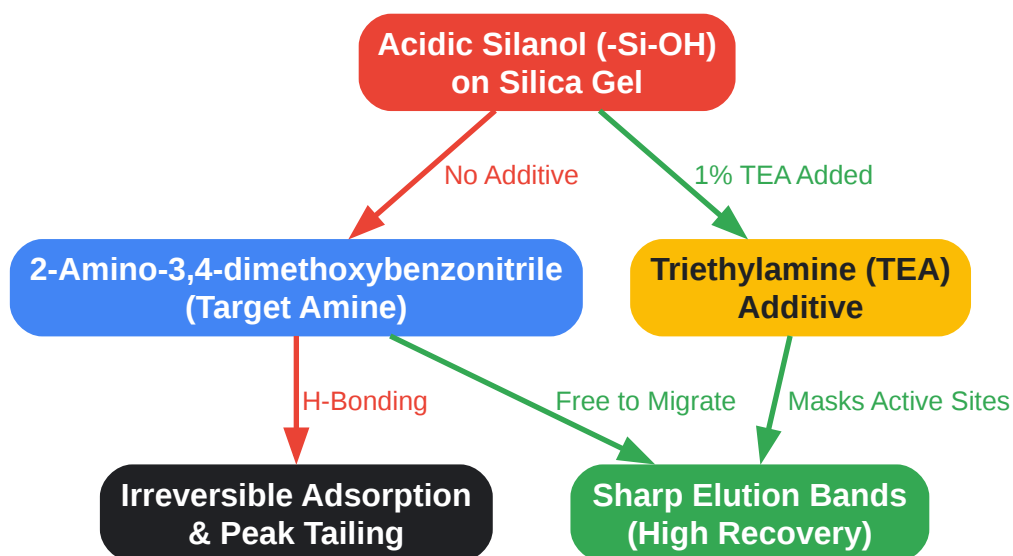 Acidic Silanol (-Si-OH)
on Silica Gel
No Additive
1% TEA Added
2-Amino-3,4-dimethoxybenzonitrile
(Target Amine)
Triethylamine (TEA)
Additive
H-Bonding
Free to Migrate
Masks Active Sites
Irreversible Adsorption
& Peak Tailing
Sharp Elution Bands
(High Recovery)